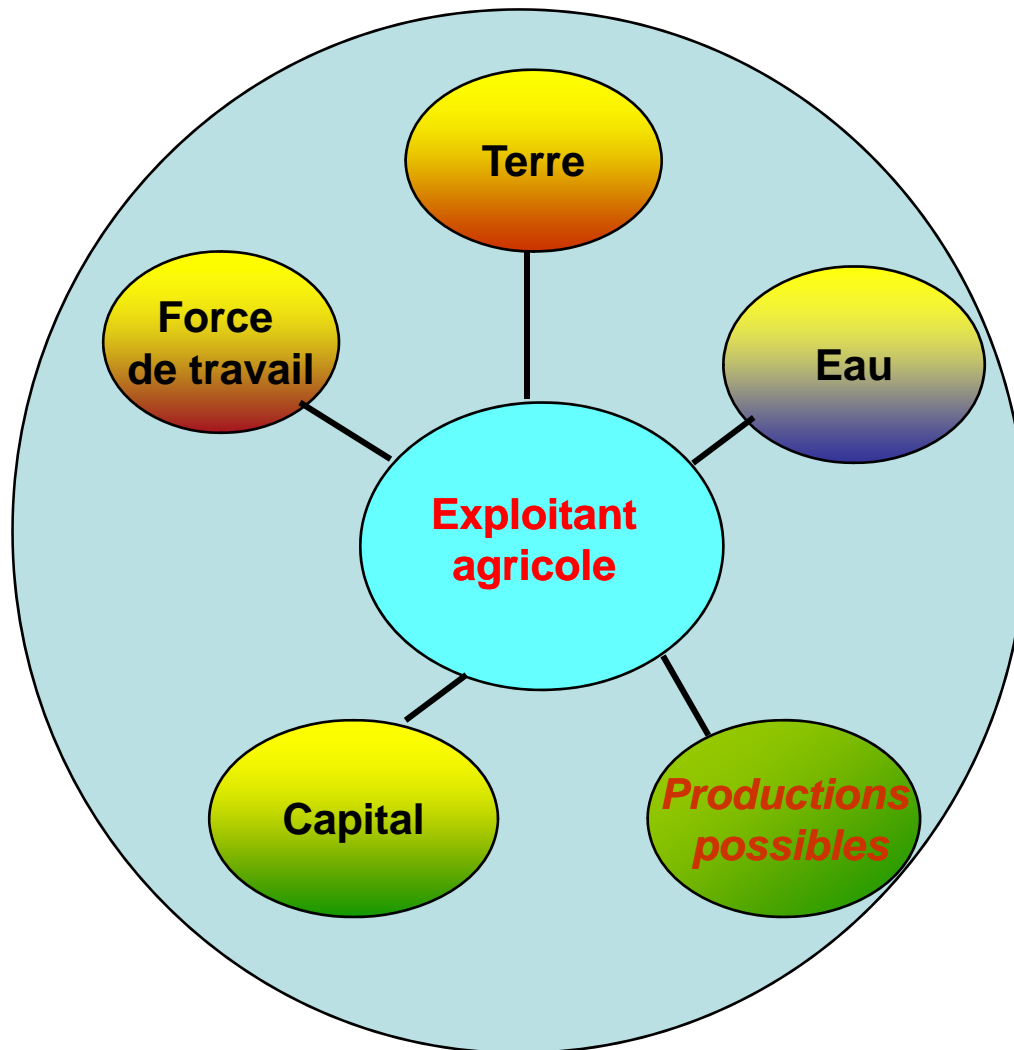 Terre
Force
de travail
Eau
Exploitant
agricole
Capital
Productions
possibles